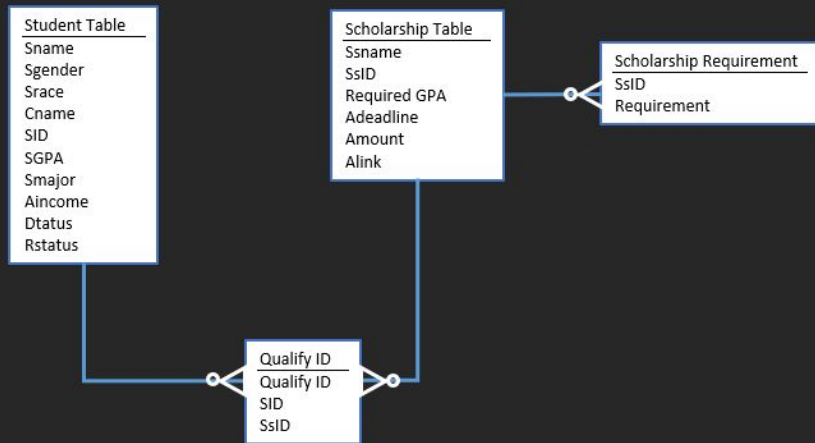 Student Table
Sname
Sgender
Srace
Cname
SID
SGPA
Smajor
Aincome
Dtatus
Rstatus
Scholarship Table
Ssname
SsID
Required GPA
Adeadline
Amount
Alink
Scholarship Requirement
SsID
Requirement
Qualify ID
Qualify ID
SID
SsID